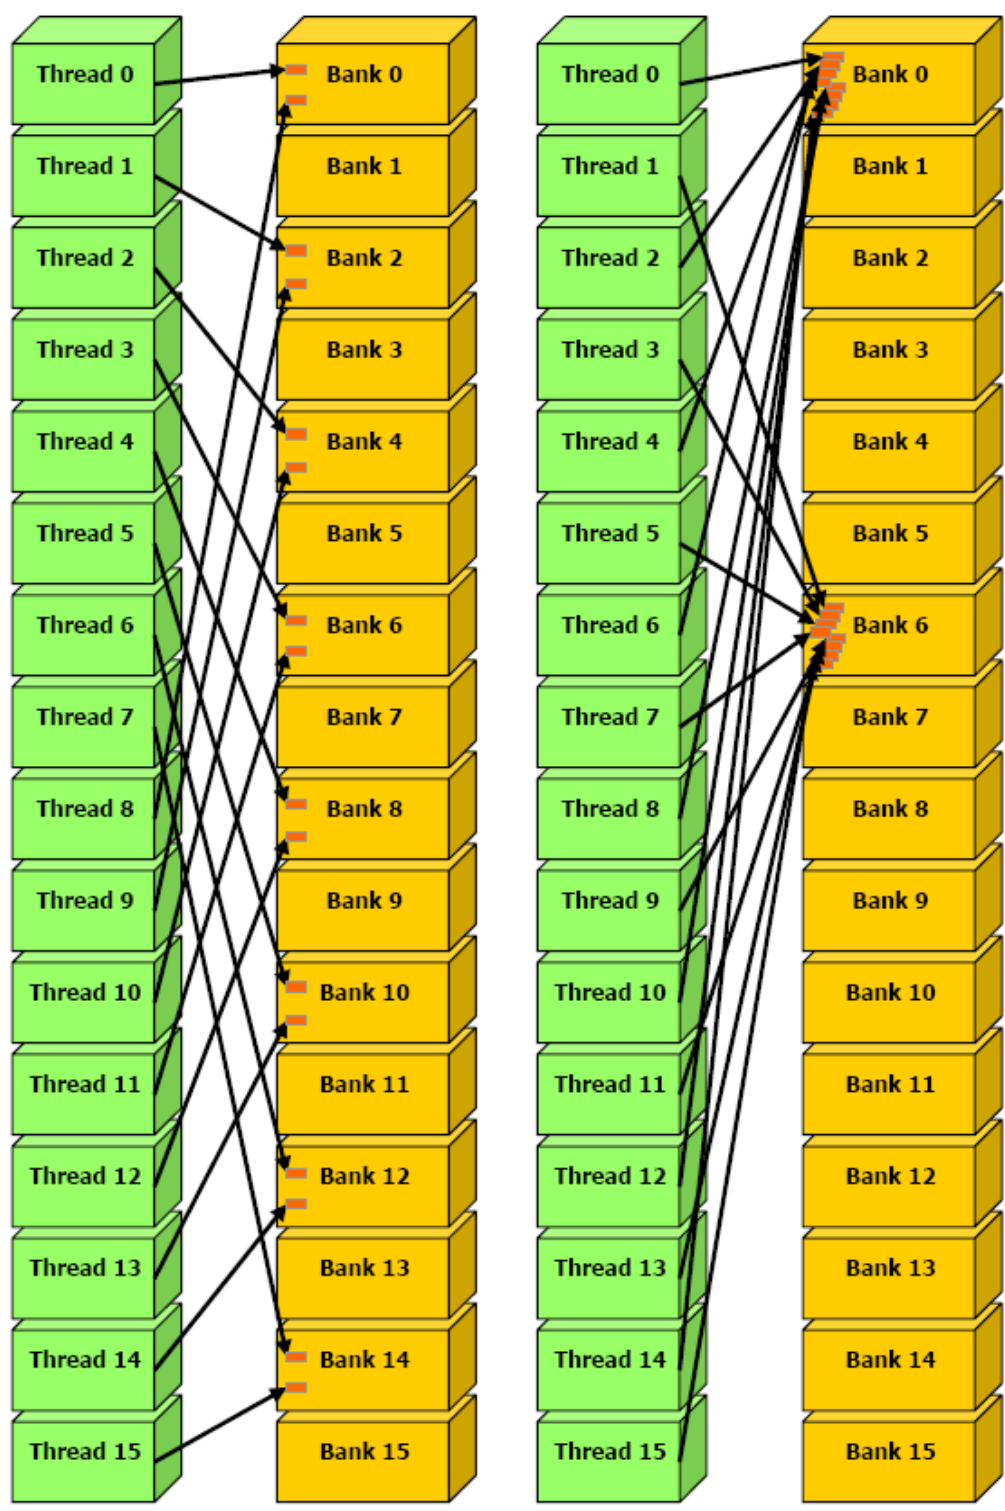 Thread 0 Bank 0 Thread 0 Bank 0
Thread 1 Bank 1 Thread 1 Bank 1
Thread 2 Bank 2 Thread 2 Bank 2
Thread 3 Bank 3 Thread 3 Bank 3
Thread 4 Bank 4 Thread 4 Bank 4
Thread 5 Bank 5 Thread 5 Bank 5
Thread 6 Bank 6 Thread 6 Bank 6
Thread 7 Bank 7 Thread 7 Bank 7
Thread 8 Bank 8 Thread 8 Bank 8
Thread 9 Bank 9 Thread 9 Bank 9
Thread 10 Bank 10 Thread 10 Bank 10
Thread 11 Bank 11 Thread 11 Bank 11
Thread 12 Bank 12 Thread 12 Bank 12
Thread 13 Bank 13 Thread 13 Bank 13
Thread 14 Bank 14 Thread 14 Bank 14
Thread 15 Bank 15 Thread 15 Bank 15